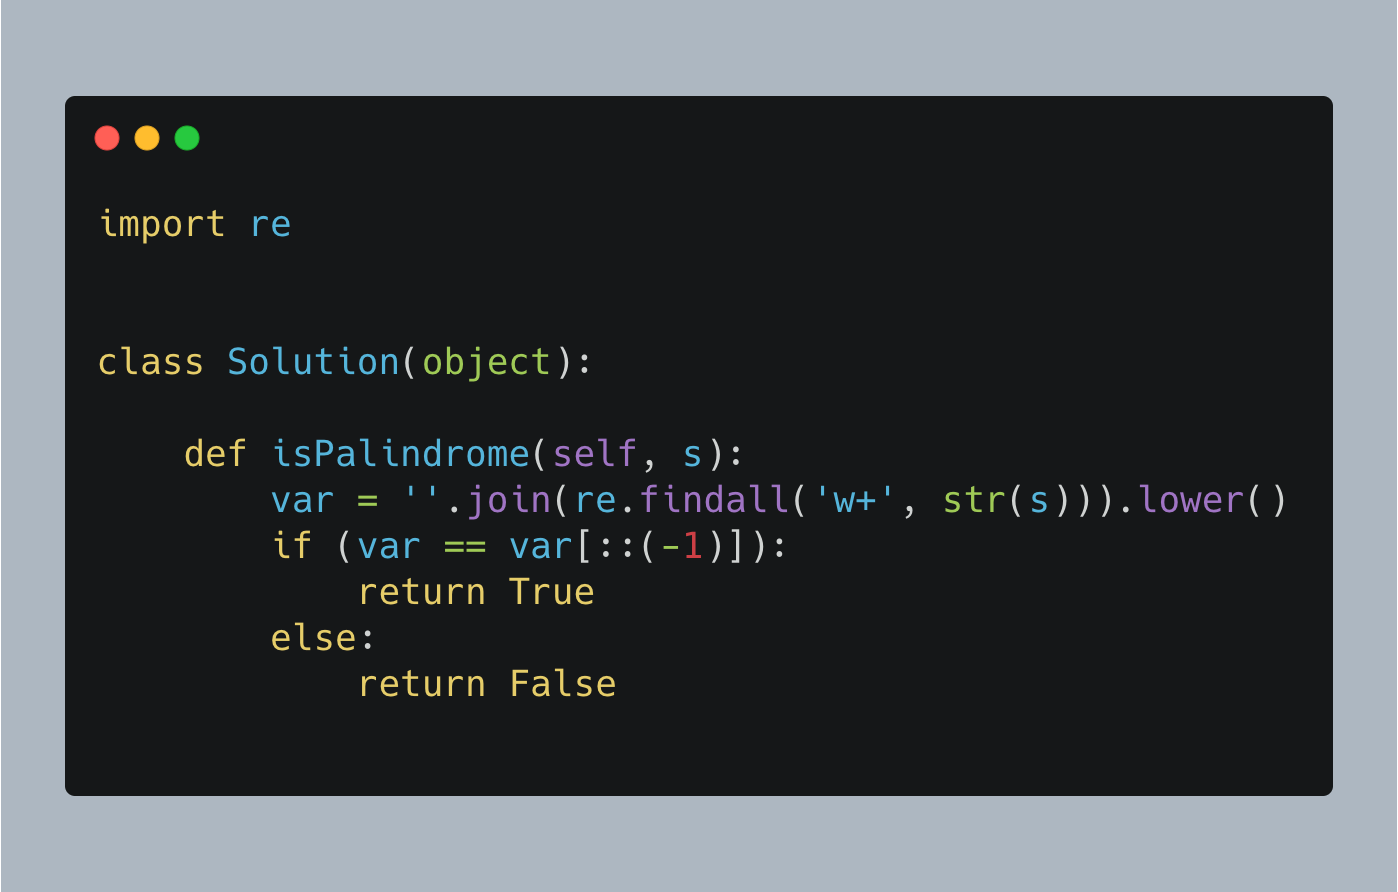 import re
class Solution(object):
    def isPalindrome(self, s):
        var = ''.join(re.findall('w+', str(s))).lower()
        if (var == var[::(-1)]):
            return True
        else:
            return False